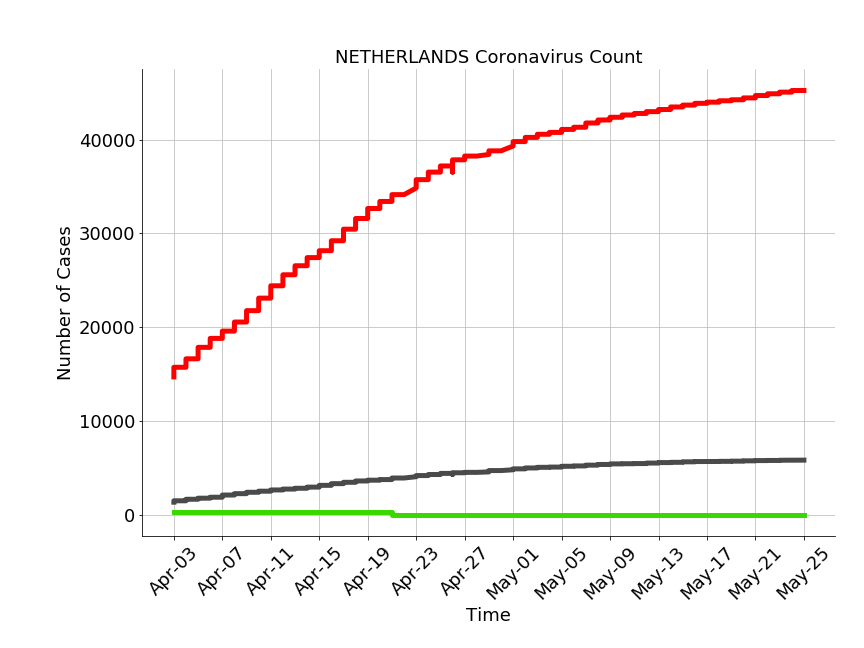 NETHERLANDS Coronavirus Count
Number of Cases
40000
30000
20000
10000
0
Apr-03
Apr-07
Apr-11
Apr-15
Apr-19
Apr-23
Apr-27
May-01
May-05
May-09
May-13
May-17
May-21
May-25
Time